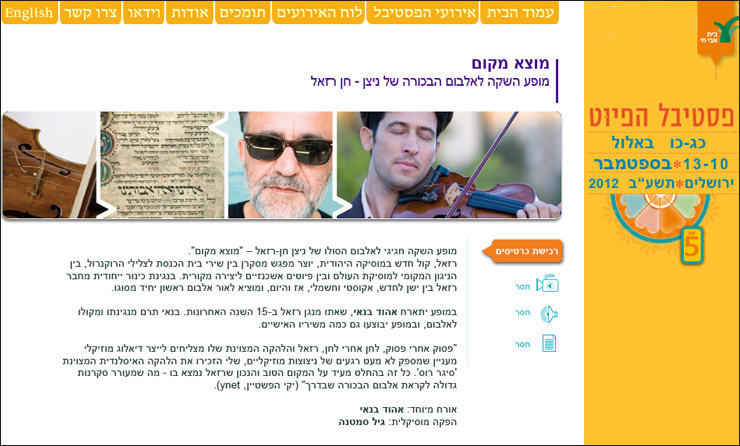 עמוד הבית
אירועי הפסטיבל
לוח האירועים
תומכים
אודות
וידאו
צרו קשר
English
בית
אבי חי
פסטיבל הפיוט
כג-כו באלול
10-13*בספטמבר
ירושלים*תשע"ב 2012
5
מוצא מקום
מופע השקה לאלבום הבכורה של ניצן - חן רזאל
רכישת כרטיסים
חסר
חסר
חסר
מופע השקה חגיגי לאלבום הסולו של ניצן חן-רזאל – "מוצא מקום".
רזאל, קול חדש במוסיקה היהודית, יוצר מפגש מסקרן בין שירי בית הכנסת לצלילי הרוקנרול, בין
הניגון המקומי למוסיקת העולם ובין פיוטים אשכנזיים ליצירה מקורית. בנגינת כינור ייחודית מחבר
רזאל בין ישן לחדש, אקוסטי וחשמלי, אז והיום, ומוציא לאור אלבום ראשון יחיד מסוגו.
במופע יתארח אהוד בנאי, שאתו מנגן רזאל ב-15 השנה האחרונות. בנאי תרם מנגינתו ומקולו
לאלבום, ובמופע יבוצעו גם כמה משיריו האישיים.
"פסוק אחרי פסוק, לחן אחרי לחן, רזאל והלהקה המצוינת שלו מצליחים לייצר דיאלוג מוזיקלי
מעניין שמספק לא מעט רגעים של ניצוצות מוזיקליים, שלי הזכירו את הלהקה האיסלנדית המצוינת
'סיגר רוס'. כל זה בהחלט מעיד על המקום הטוב והנכון שרזאל נמצא בו - מה שמעורר סקרנות
גדולה לקראת אלבום הבכורה שבדרך" (יקי הפשטיין, ynet).
אורח מיוחד: אהוד בנאי
הפקה מוסיקלית: גיל סמטנה